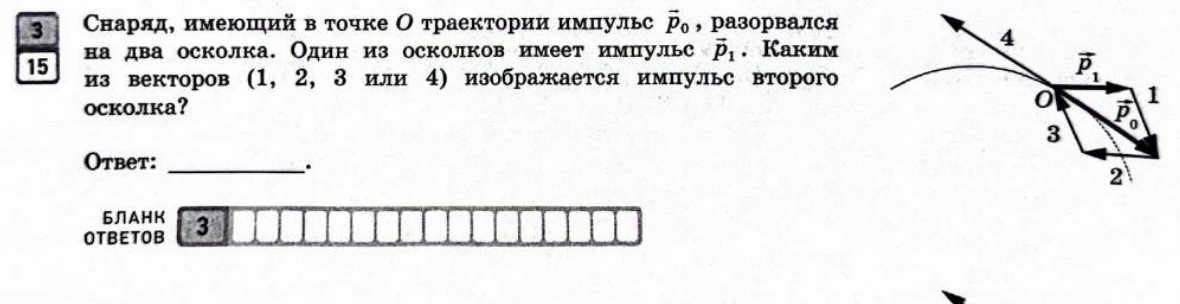 3
15
Снаряд, имеющий в точке O траектории импульс p⃗₀, разорвался
на два осколка. Один из осколков имеет импульс p⃗₁. Каким
из векторов (1, 2, 3 или 4) изображается импульс второго
осколка?
Ответ: ____________.
БЛАНК
ОТВЕТОВ
3
4
p⃗₁
1
O
p⃗₀
3
2